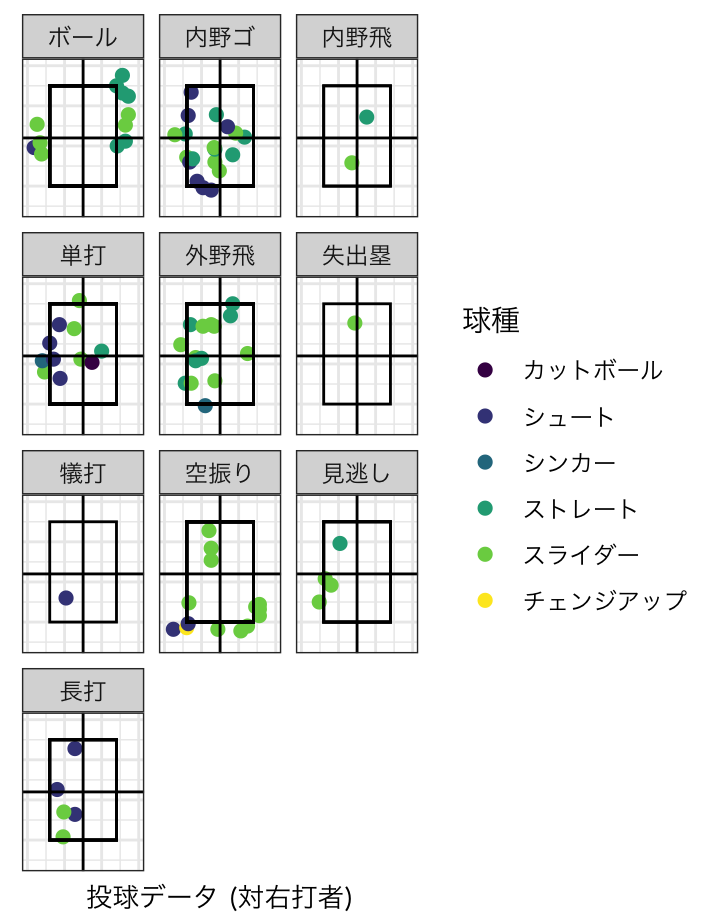 ボール
内野ゴ
内野飛
単打
外野飛
失出塁
犠打
空振り
見逃し
長打
球種
カットボール
シュート
シンカー
ストレート
スライダー
チェンジアップ
投球データ (対右打者)